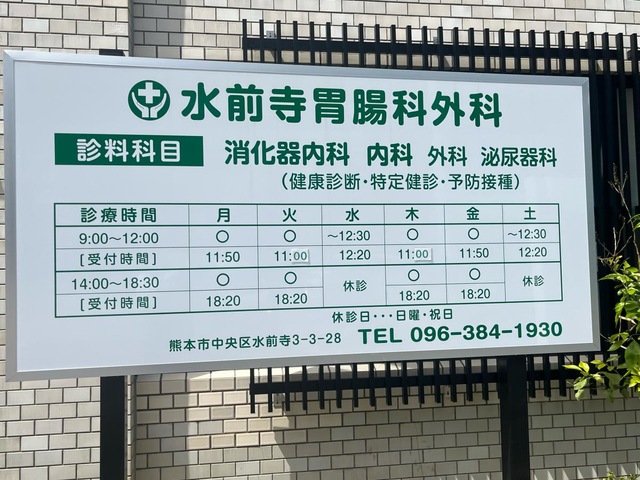 水前寺胃腸科外科
診料科目 消化器内科 内科 外科 泌尿器科
(健康診断・特定健診・予防接種)
診療時間 月 火 水 木 金 土
9:00〜12:00 〇 〇 〜12:30 〇 〇 〜12:30
[受付時間] 11:50 11:00 12:20 11:00 11:50 12:20
14:00〜18:30 〇 〇 休診 〇 〇 休診
[受付時間] 18:20 18:20 18:20 18:20
休診日・・・日曜・祝日
熊本市中央区水前寺3-3-28 TEL 096-384-1930